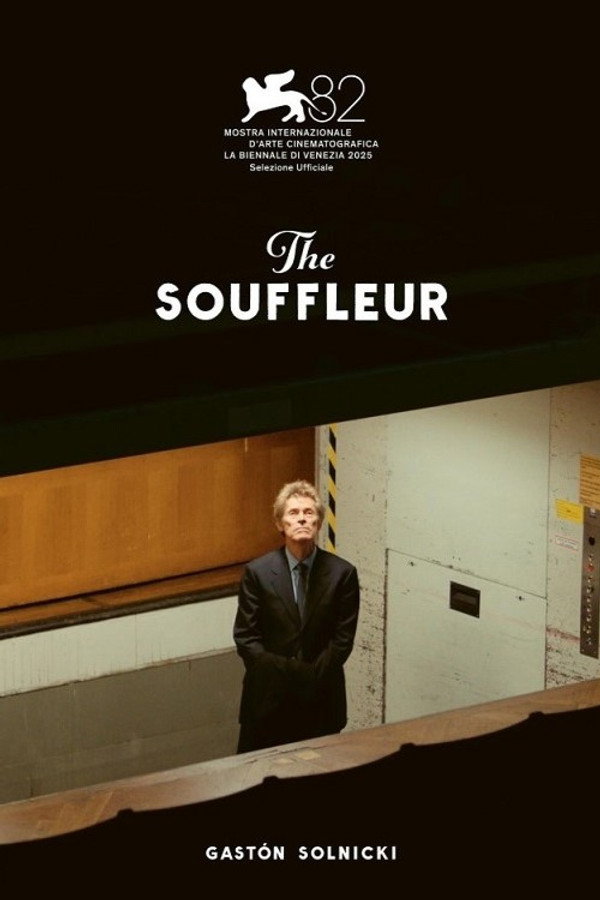 82
MOSTRA INTERNAZIONALE
D'ARTE CINEMATOGRAFICA
LA BIENNALE DI VENEZIA 2025
Selezione Ufficiale
The
SOUFFLEUR
GASTÓN SOLNICKI